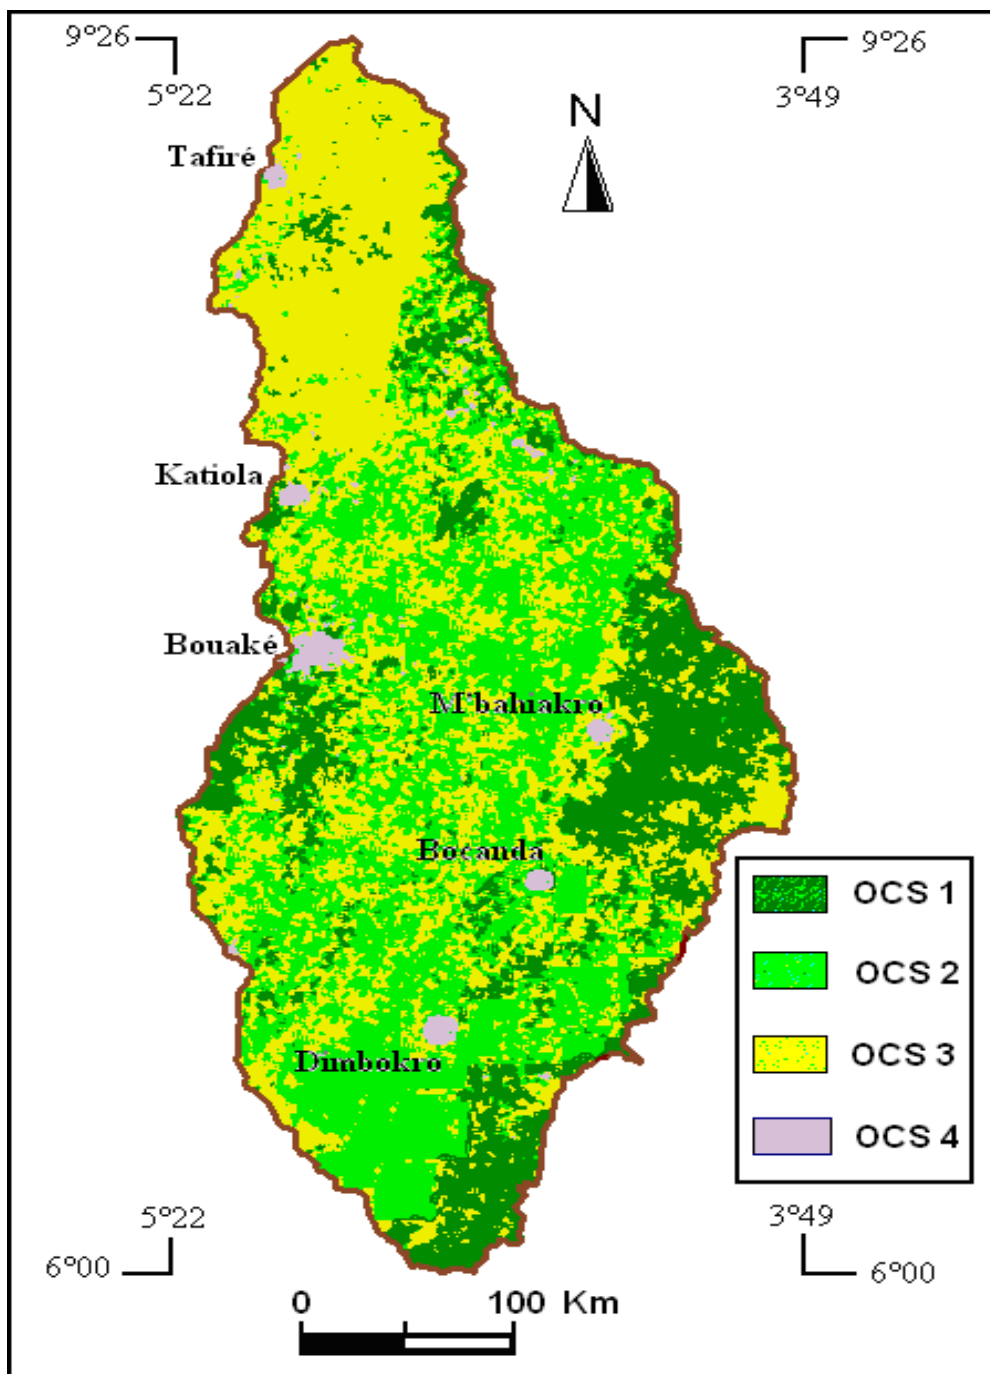 9°26
9°26
5°22
3°49
N
Tafiré
Katiola
Bouaké
M'bahiakro
Bocanda
OCS 1
OCS 2
OCS 3
Dimbokro
OCS 4
5°22
3°49
6°00
6°00
0 100 Km